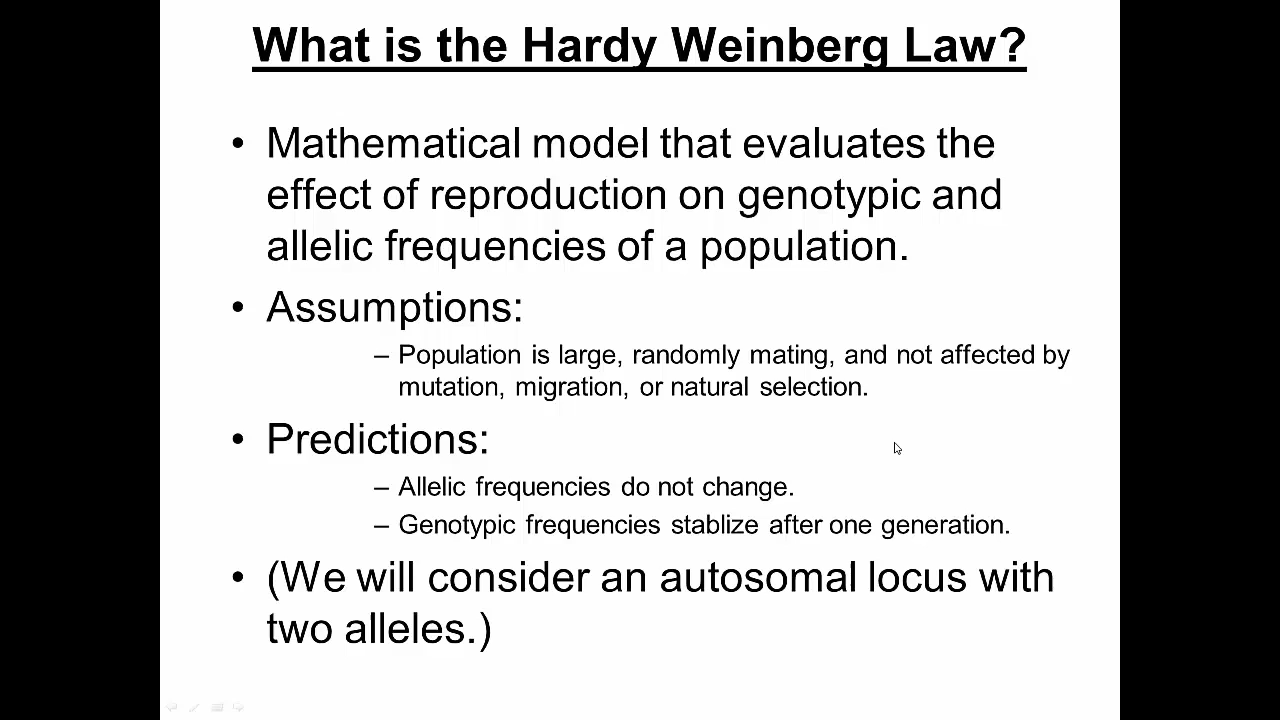 What is the Hardy Weinberg Law?
• Mathematical model that evaluates the
effect of reproduction on genotypic and
allelic frequencies of a population.
• Assumptions:
– Population is large, randomly mating, and not affected by
mutation, migration, or natural selection.
• Predictions:
– Allelic frequencies do not change.
– Genotypic frequencies stablize after one generation.
• (We will consider an autosomal locus with
two alleles.)